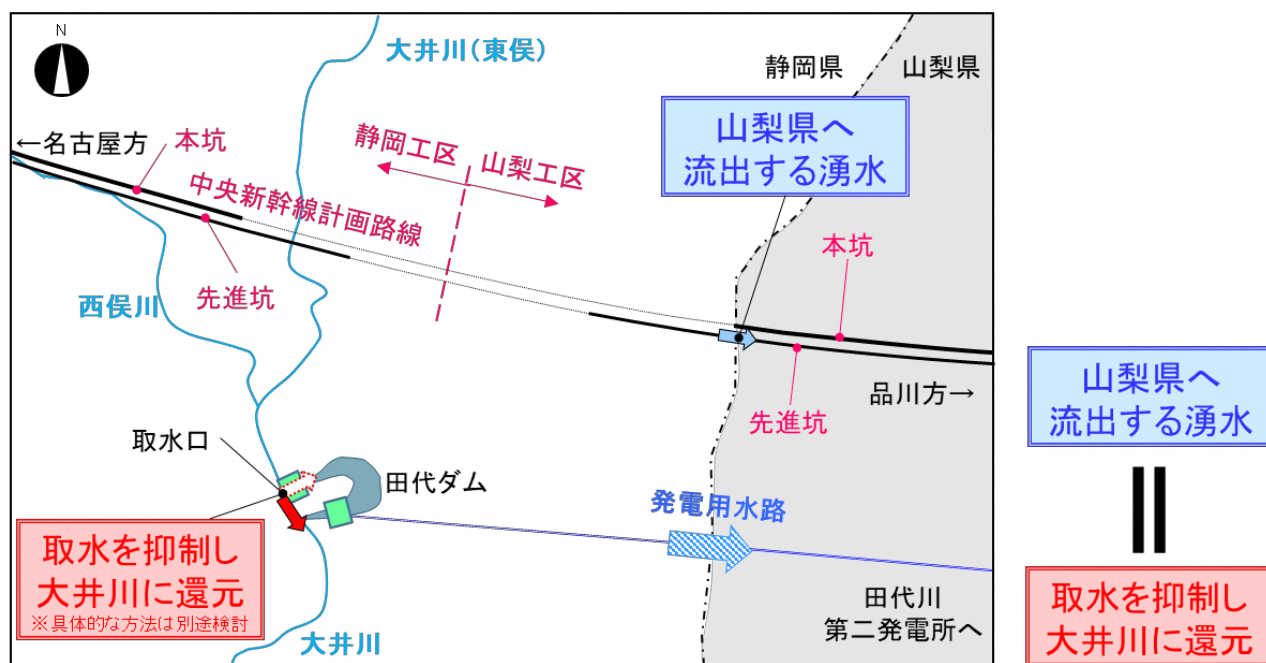 N
大井川(東俣)
静岡県
山梨県
山梨県へ
流出する湧水
←名古屋方
本坑
静岡工区
山梨工区
中央新幹線計画路線
先進坑
西俣川
本坑
品川方→
先進坑
取水口
田代ダム
発電用水路
取水を抑制し
大井川に還元
※具体的な方法は別途検討
大井川
田代川
第二発電所へ
山梨県へ
流出する湧水
取水を抑制し
大井川に還元